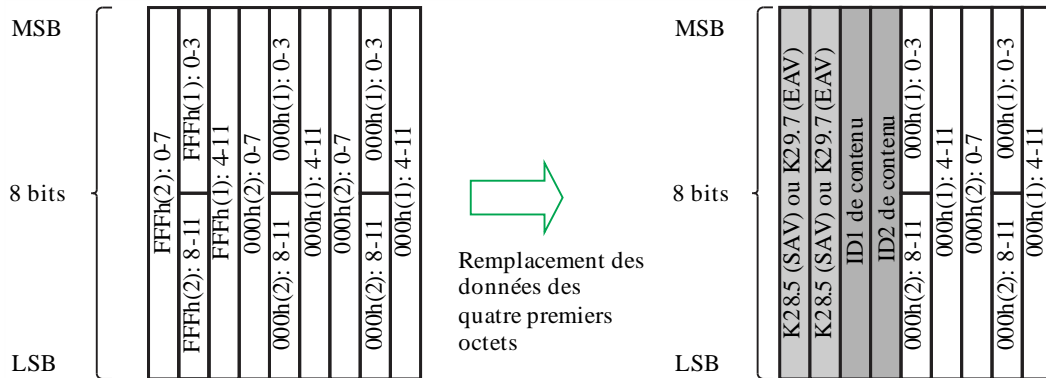 MSB
8 bits
LSB
FFFh(2): 0-7
FFFh(1): 0-3
FFFh(2): 8-11
FFFh(1): 4-11
000h(2): 0-7
000h(1): 0-3
000h(2): 8-11
000h(1): 4-11
000h(2): 0-7
000h(1): 0-3
000h(2): 8-11
000h(1): 4-11
Remplacement des
données des
quatre premiers
octets
MSB
8 bits
LSB
K28.5 (SAV) ou K29.7 (EAV)
K28.5 (SAV) ou K29.7 (EAV)
ID1 de contenu
ID2 de contenu
000h(1): 0-3
000h(2): 8-11
000h(1): 4-11
000h(2): 0-7
000h(1): 0-3
000h(2): 8-11
000h(1): 4-11